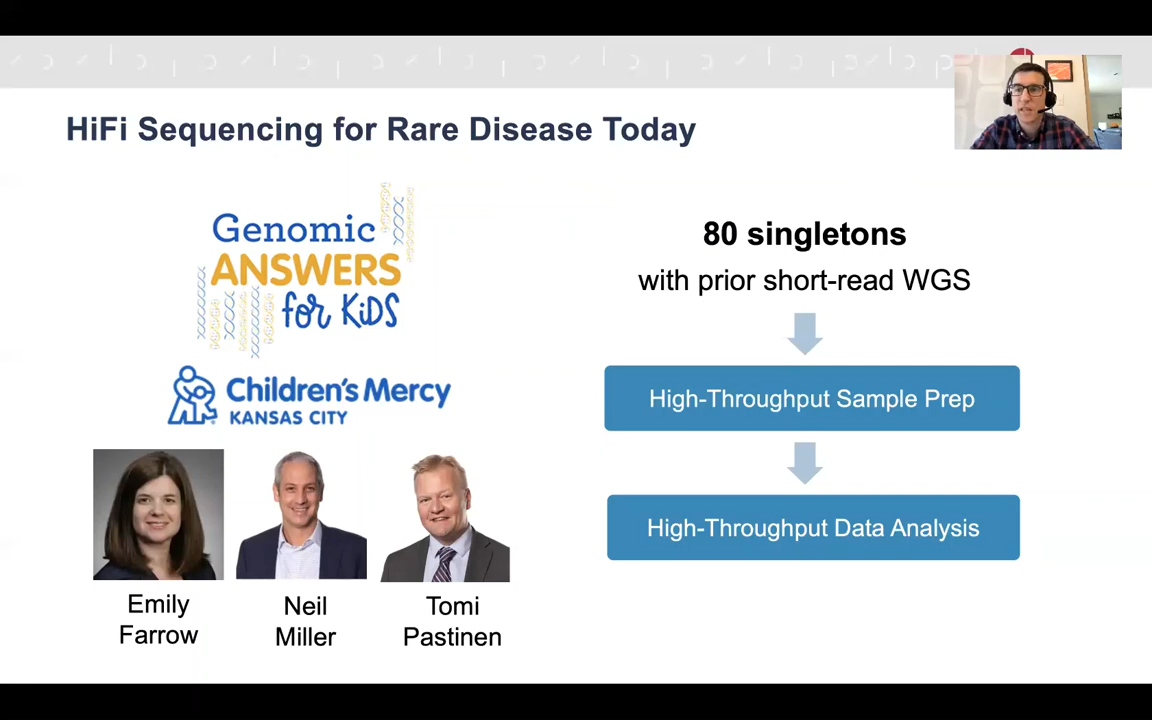 HiFi Sequencing for Rare Disease Today
Genomic
ANSWERS
for KiDS
Children's Mercy
KANSAS CITY
Emily
Farrow
Neil
Miller
Tomi
Pastinen
80 singletons
with prior short-read WGS
High-Throughput Sample Prep
High-Throughput Data Analysis